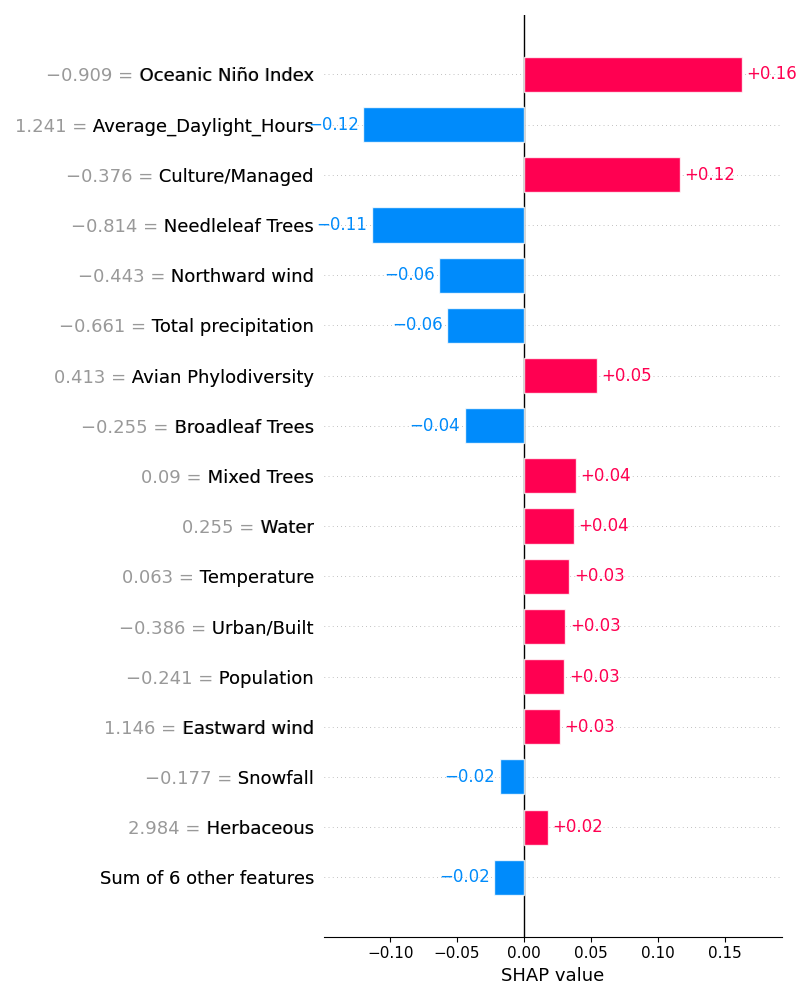 −0.909 = Oceanic Niño Index +0.16
1.241 = Average_Daylight_Hours −0.12
−0.376 = Culture/Managed +0.12
−0.814 = Needleleaf Trees −0.11
−0.443 = Northward wind −0.06
−0.661 = Total precipitation −0.06
0.413 = Avian Phylodiversity +0.05
−0.255 = Broadleaf Trees −0.04
0.09 = Mixed Trees +0.04
0.255 = Water +0.04
0.063 = Temperature +0.03
−0.386 = Urban/Built +0.03
−0.241 = Population +0.03
1.146 = Eastward wind +0.03
−0.177 = Snowfall −0.02
2.984 = Herbaceous +0.02
Sum of 6 other features −0.02
−0.10 −0.05 0.00 0.05 0.10 0.15
SHAP value